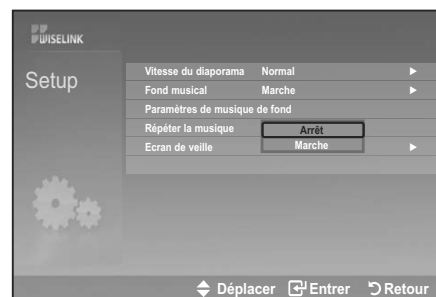 WISELINK
Setup
Vitesse du diaporama Normal
Fond musical Marche
Paramètres de musique de fond
Répéter la musique Arrêt
Ecran de veille Marche
Déplacer Entrer Retour